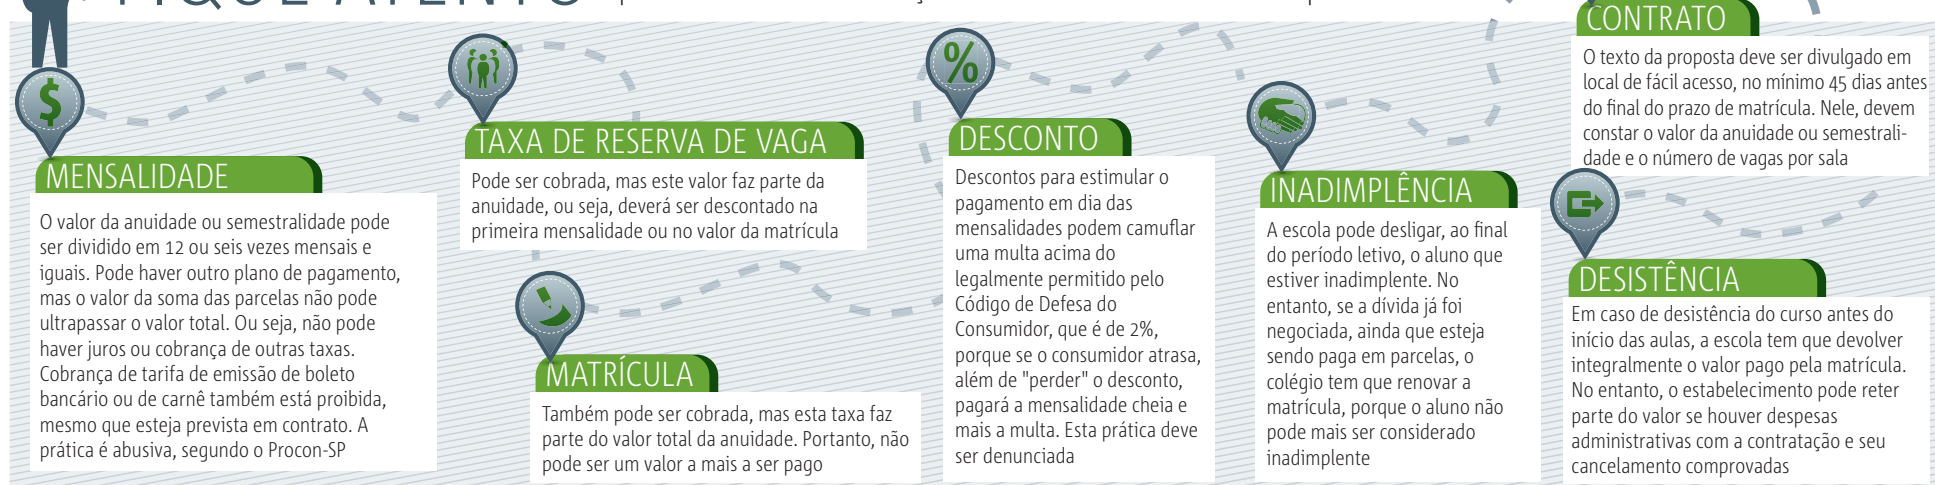 FIQUE ATENTO
$
MENSALIDADE
O valor da anuidade ou semestralidade pode
ser dividido em 12 ou seis vezes mensais e
iguais. Pode haver outro plano de pagamento,
mas o valor da soma das parcelas não pode
ultrapassar o valor total. Ou seja, não pode
haver juros ou cobrança de outras taxas.
Cobrança de tarifa de emissão de boleto
bancário ou de carnê também está proibida,
mesmo que esteja prevista em contrato. A
prática é abusiva, segundo o Procon-SP
TAXA DE RESERVA DE VAGA
Pode ser cobrada, mas este valor faz parte da
anuidade, ou seja, deverá ser descontado na
primeira mensalidade ou no valor da matrícula
MATRÍCULA
Também pode ser cobrada, mas esta taxa faz
parte do valor total da anuidade. Portanto, não
pode ser um valor a mais a ser pago
%
DESCONTO
Descontos para estimular o
pagamento em dia das
mensalidades podem camuflar
uma multa acima do
legalmente permitido pelo
Código de Defesa do
Consumidor, que é de 2%,
porque se o consumidor atrasa,
além de "perder" o desconto,
pagará a mensalidade cheia e
mais a multa. Esta prática deve
ser denunciada
INADIMPLÊNCIA
A escola pode desligar, ao final
do período letivo, o aluno que
estiver inadimplente. No
entanto, se a dívida já foi
negociada, ainda que esteja
sendo paga em parcelas, o
colégio tem que renovar a
matrícula, porque o aluno não
pode mais ser considerado
inadimplente
CONTRATO
O texto da proposta deve ser divulgado em
local de fácil acesso, no mínimo 45 dias antes
do final do prazo de matrícula. Nele, devem
constar o valor da anuidade ou semestrali-
dade e o número de vagas por sala
DESISTÊNCIA
Em caso de desistência do curso antes do
início das aulas, a escola tem que devolver
integralmente o valor pago pela matrícula.
No entanto, o estabelecimento pode reter
parte do valor se houver despesas
administrativas com a contratação e seu
cancelamento comprovadas